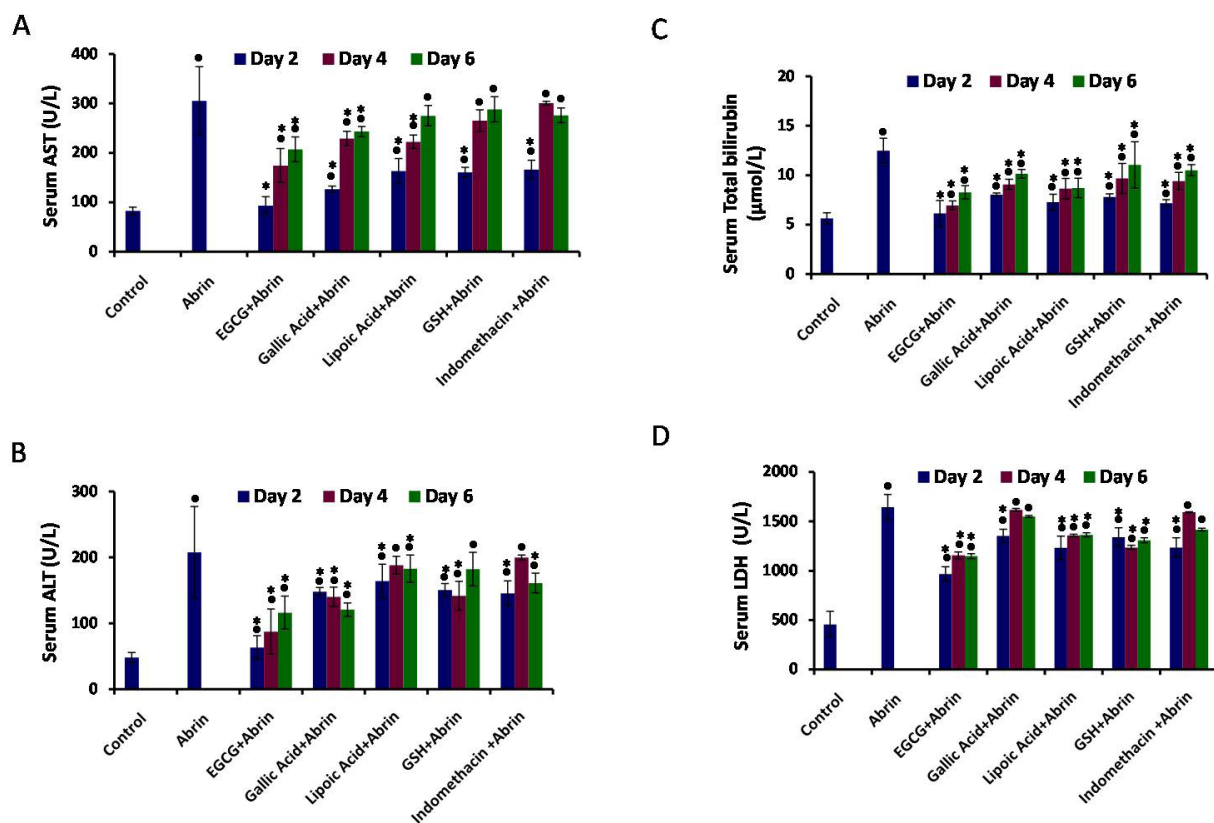 A
Serum AST (U/L)
400
300
200
100
0
Day 2 Day 4 Day 6
Control
Abrin
EGCG+Abrin
Gallic Acid+Abrin
Lipoic Acid+Abrin
GSH+Abrin
Indomethacin +Abrin
B
Serum ALT (U/L)
300
200
100
0
Day 2 Day 4 Day 6
Control
Abrin
EGCG+Abrin
Gallic Acid+Abrin
Lipoic Acid+Abrin
GSH+Abrin
Indomethacin +Abrin
C
Serum Total bilirubin
(μmol/L)
20
15
10
5
0
Day 2 Day 4 Day 6
Control
Abrin
EGCG+Abrin
Gallic Acid+Abrin
Lipoic Acid+Abrin
GSH+Abrin
Indomethacin +Abrin
D
Serum LDH (U/L)
2000
1500
1000
500
0
Day 2 Day 4 Day 6
Control
Abrin
EGCG+Abrin
Gallic Acid+Abrin
Lipoic Acid+Abrin
GSH+Abrin
Indomethacin +Abrin